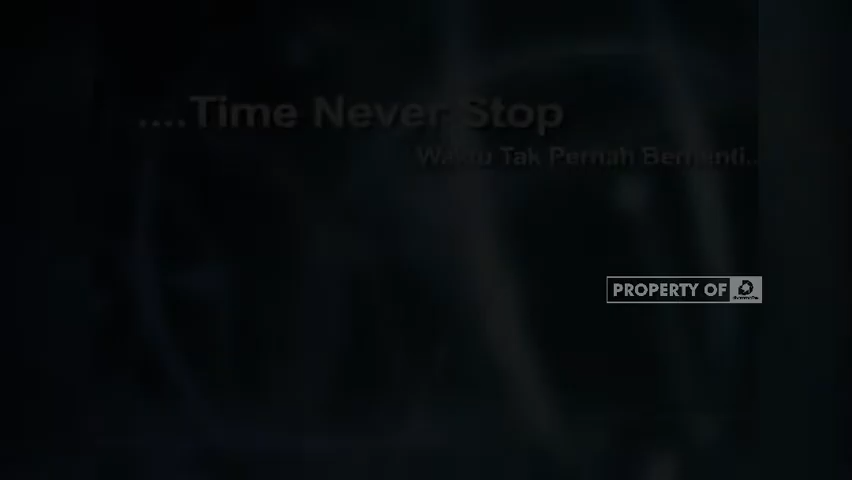 ....Time Never Stop
Waktu Tak Pernah Berhenti..
PROPERTY OF